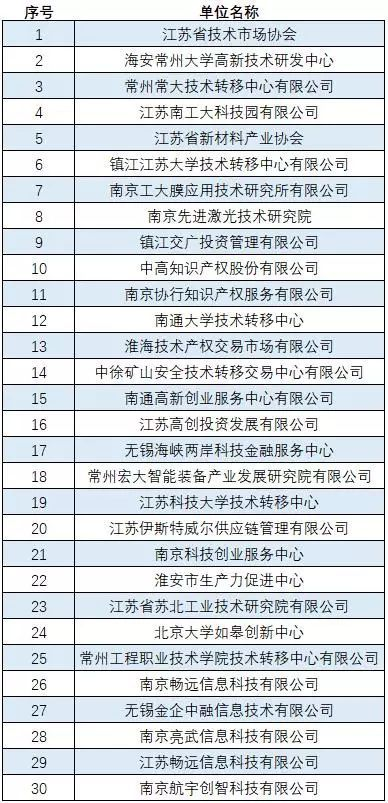 序号 单位名称
1 江苏省技术市场协会
2 海安常州大学高新技术研发中心
3 常州常大技术转移中心有限公司
4 江苏南工大科技园有限公司
5 江苏省新材料产业协会
6 镇江江苏大学技术转移中心有限公司
7 南京工大膜应用技术研究所有限公司
8 南京先进激光技术研究院
9 镇江交广投资管理有限公司
10 中高知识产权股份有限公司
11 南京协行知识产权服务有限公司
12 南通大学技术转移中心
13 淮海技术产权交易市场有限公司
14 中徐矿山安全技术转移交易中心有限公司
15 南通高新创业服务中心有限公司
16 江苏高创投资发展有限公司
17 无锡海峡两岸科技金融服务中心
18 常州宏大智能装备产业发展研究院有限公司
19 江苏科技大学技术转移中心
20 江苏伊斯特威尔供应链管理有限公司
21 南京科技创业服务中心
22 淮安市生产力促进中心
23 江苏省苏北工业技术研究院有限公司
24 北京大学如皋创新中心
25 常州工程职业技术学院技术转移中心有限公司
26 南京畅远信息科技有限公司
27 无锡金企中融信息技术有限公司
28 南京亮武信息科技有限公司
29 江苏畅远信息科技有限公司
30 南京航宇创智科技有限公司